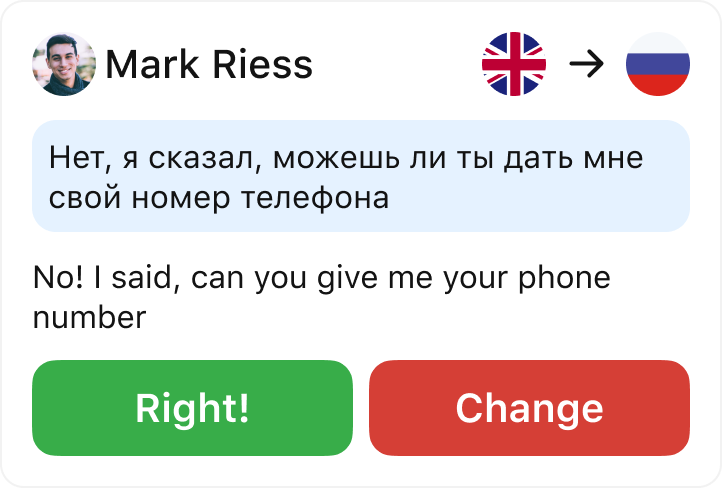 Mark Riess
Нет, я сказал, можешь ли ты дать мне
свой номер телефона
No! I said, can you give me your phone
number
Right!
Change